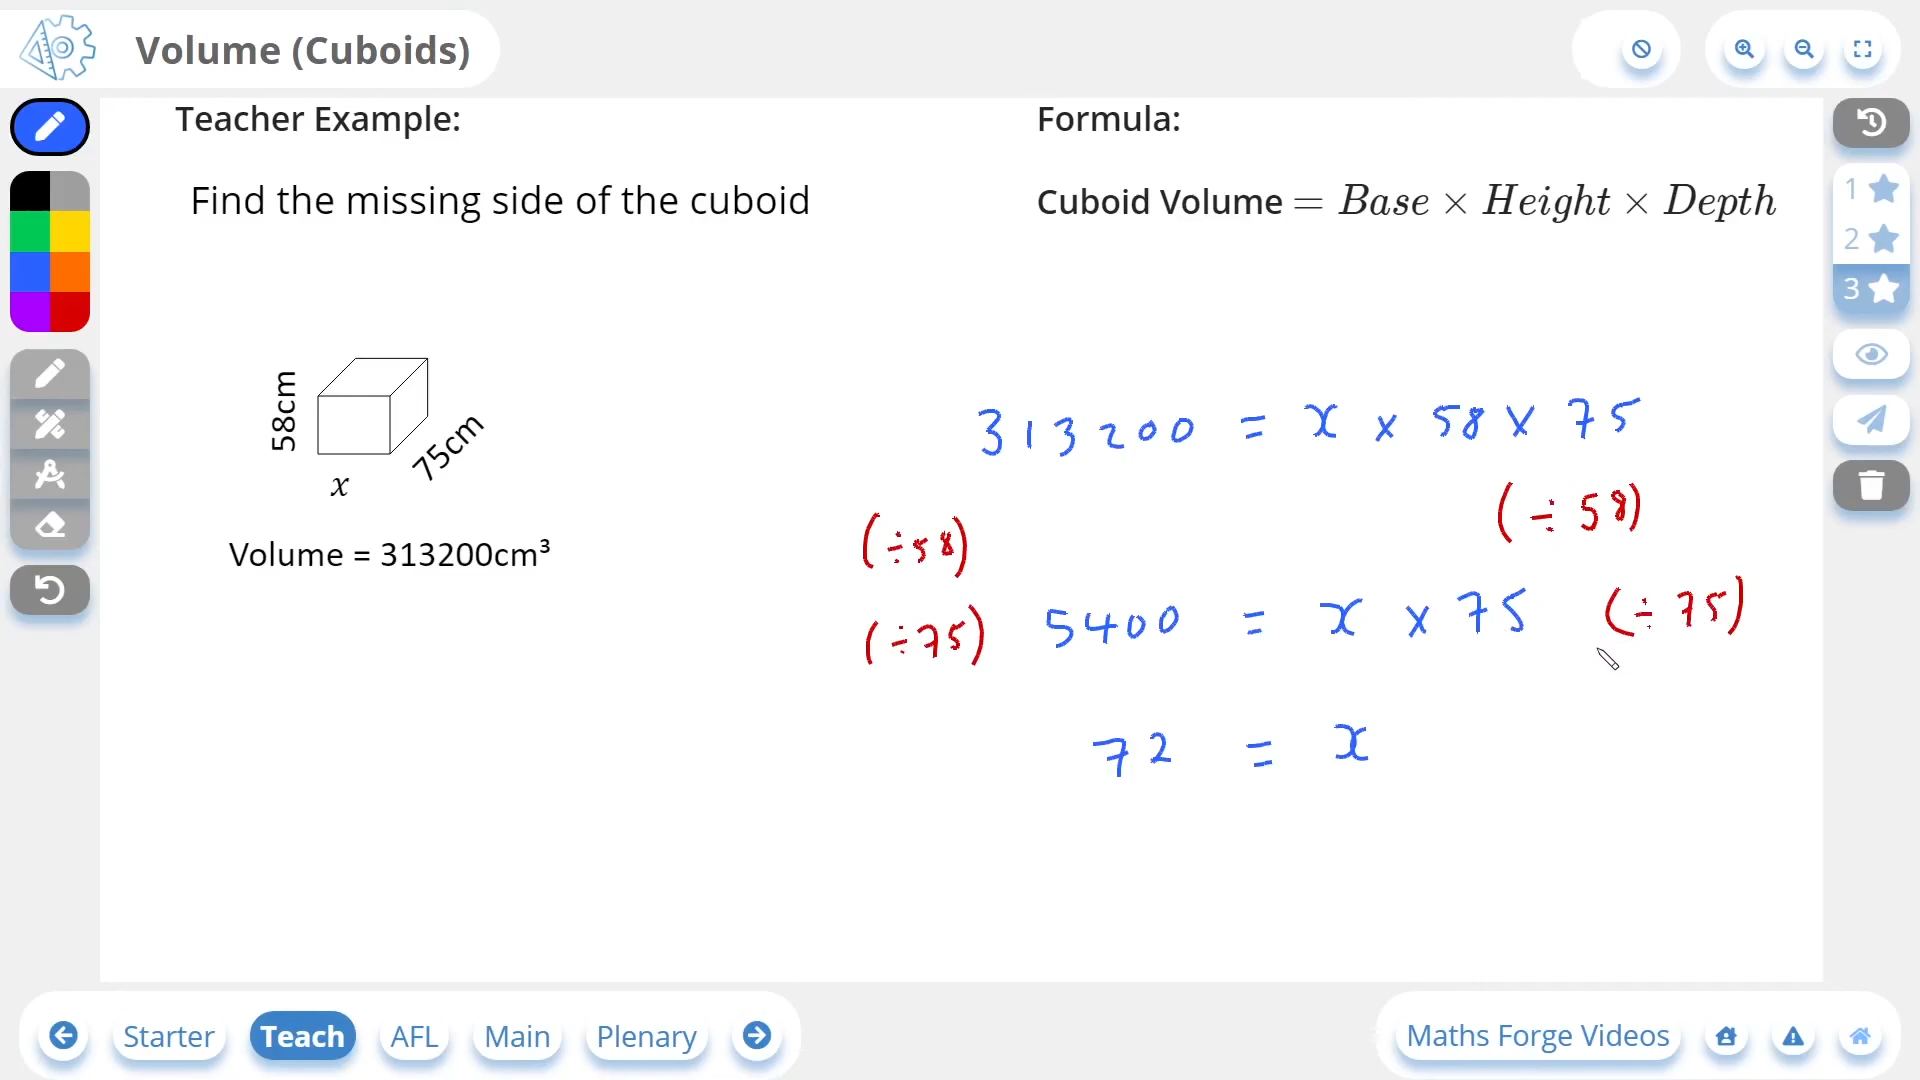 Volume (Cuboids)
Teacher Example:
Formula:
Find the missing side of the cuboid
Cuboid Volume = Base × Height × Depth
1
2
3
58cm
75cm
x
Volume = 313200cm³
313200 = x × 58 × 75
(÷58) (÷58)
(÷75) 5400 = x × 75 (÷75)
72 = x
Starter Teach AFL Main Plenary
Maths Forge Videos